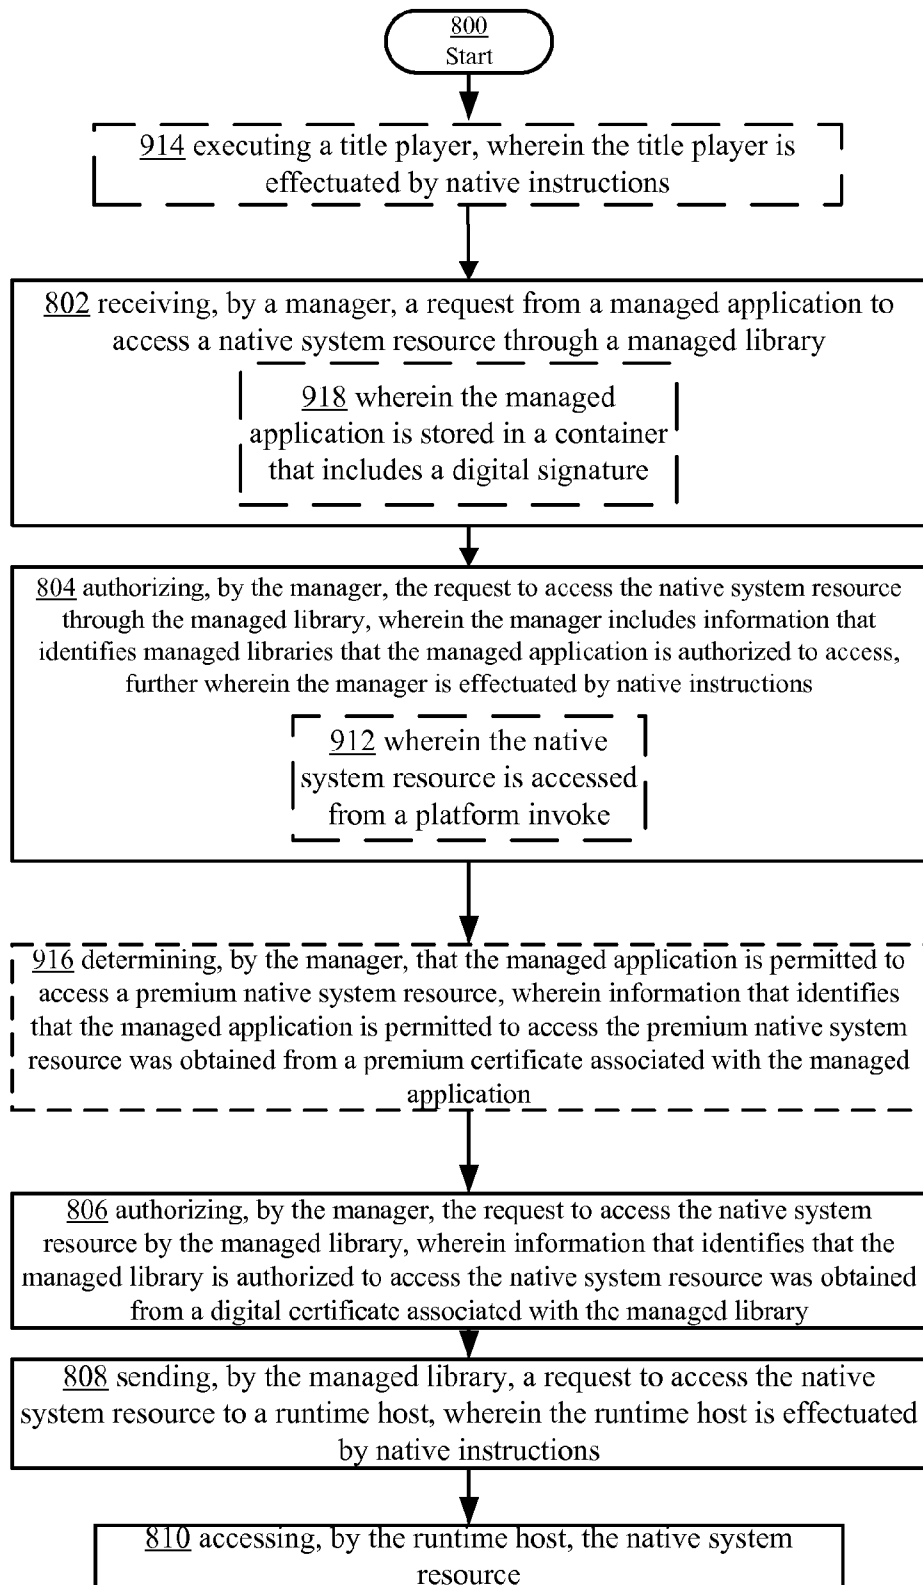 800
Start
914 executing a title player, wherein the title player is
effectuated by native instructions
802 receiving, by a manager, a request from a managed application to
access a native system resource through a managed library
918 wherein the managed
application is stored in a container
that includes a digital signature
804 authorizing, by the manager, the request to access the native system resource
through the managed library, wherein the manager includes information that
identifies managed libraries that the managed application is authorized to access,
further wherein the manager is effectuated by native instructions
912 wherein the native
system resource is accessed
from a platform invoke
916 determining, by the manager, that the managed application is permitted to
access a premium native system resource, wherein information that identifies
that the managed application is permitted to access the premium native system
resource was obtained from a premium certificate associated with the managed
application
806 authorizing, by the manager, the request to access the native system
resource by the managed library, wherein information that identifies that the
managed library is authorized to access the native system resource was obtained
from a digital certificate associated with the managed library
808 sending, by the managed library, a request to access the native
system resource to a runtime host, wherein the runtime host is effectuated
by native instructions
810 accessing, by the runtime host, the native system
resource